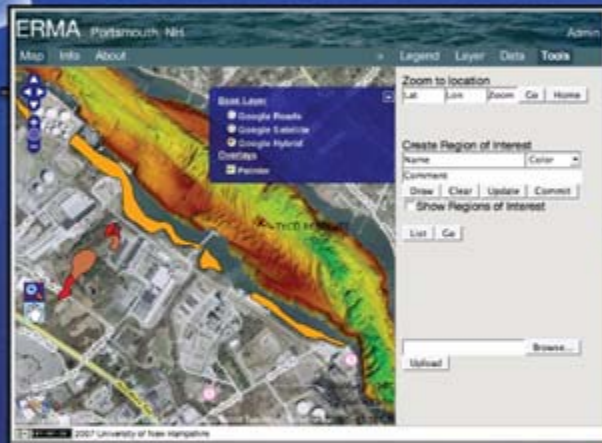 ERMA Portsmouth NH
Admin
Map Info About
» Legend Layer Data Tools
Base Layer
Google Roads
Google Satellite
Google Hybrid
Overlays
Pointer
Zoom to location
Lat Lon Zoom Go Home
Create Region of Interest
Name Color
Comment
Draw Clear Update Commit
Show Regions of Interest
List Go
Browse...
Upload
2007 University of New Hampshire